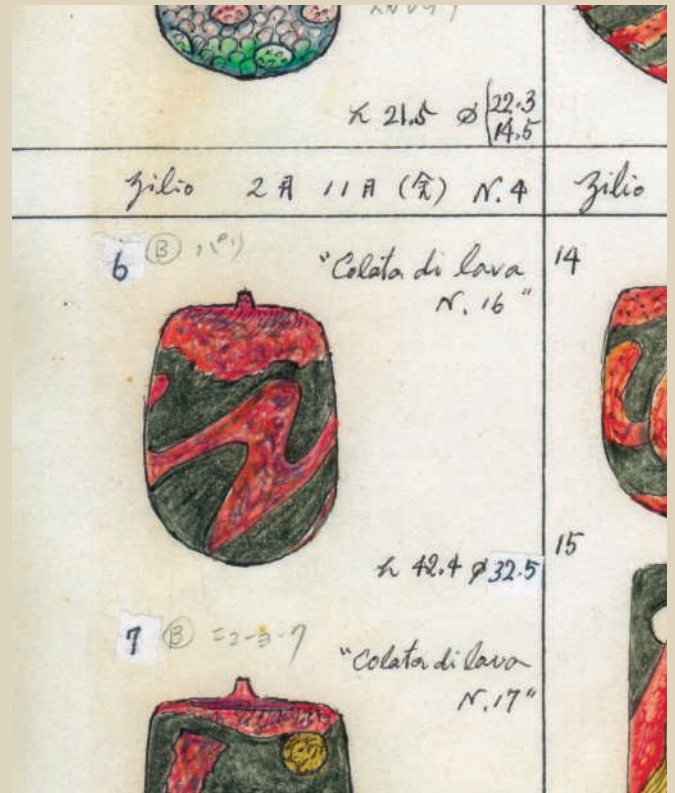 h 21.5 ø 22.3
14.5
Zilio 2月 11日 (金) N.4
Zilio
6 Ⓑ パリ
"Colata di lava
N. 16"
14
h 42.4 ø 32.5
15
7 Ⓑ ニューヨーク
"Colata di lava
N.17"